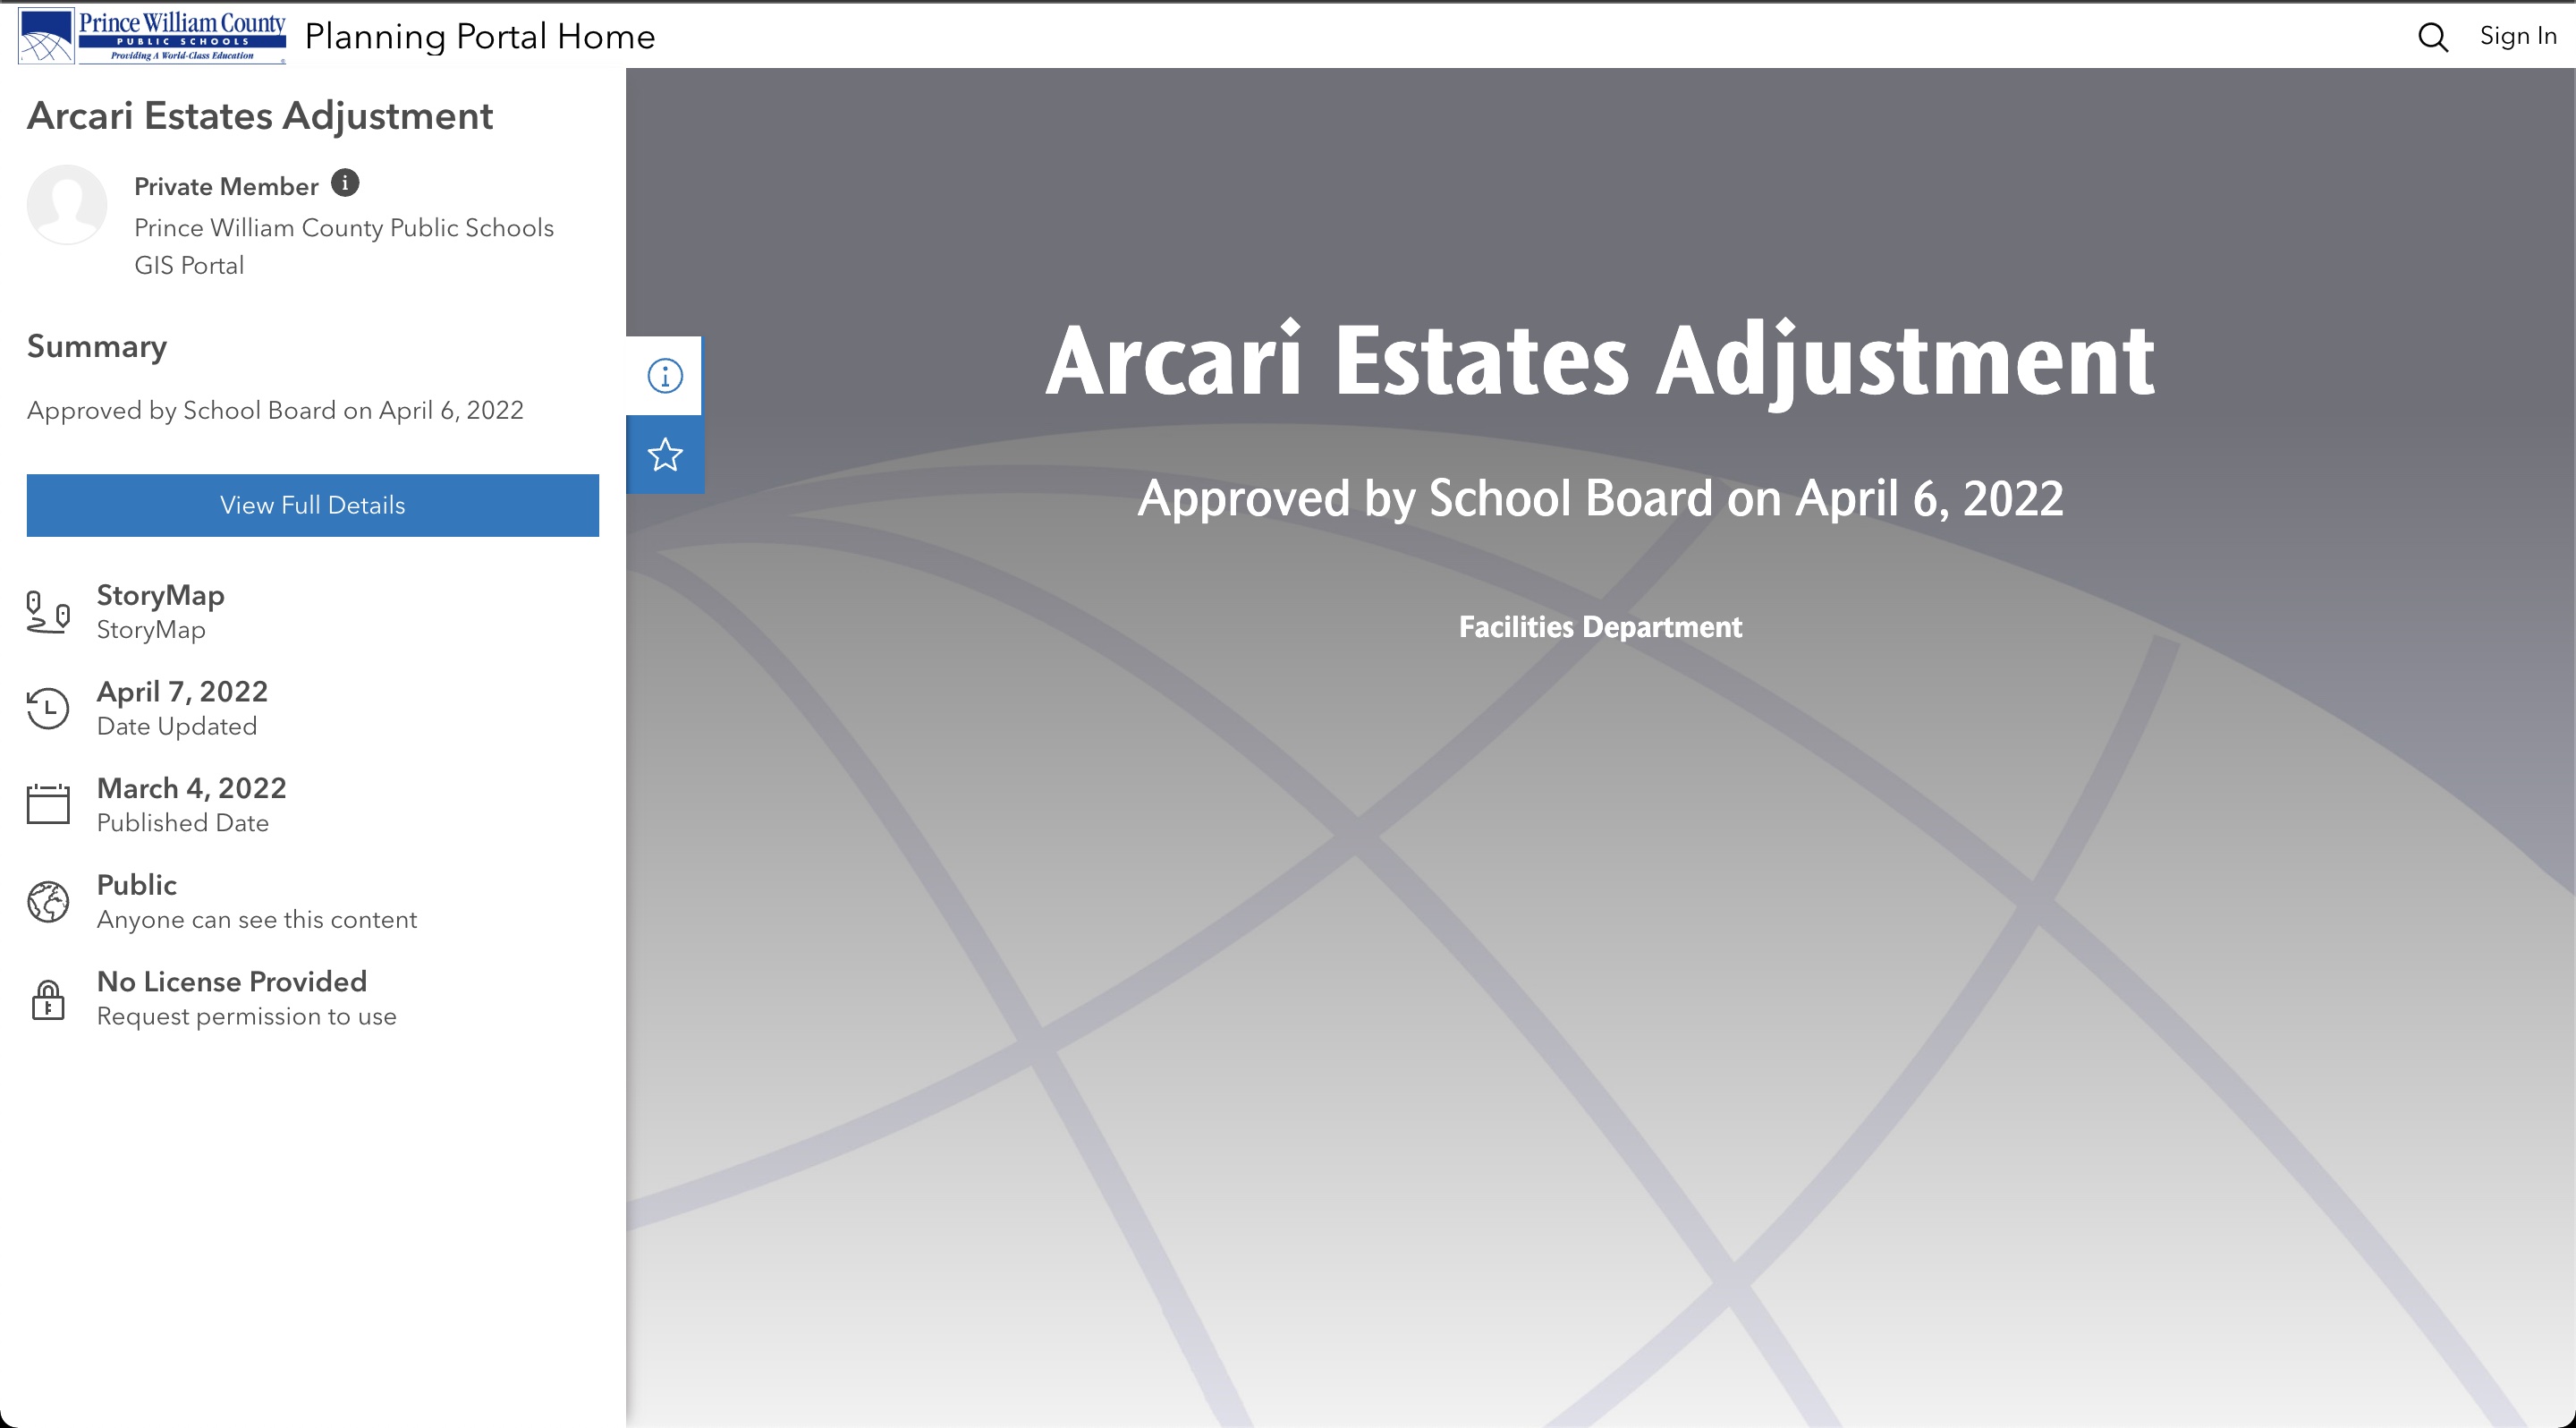 Prince William County
PUBLIC SCHOOLS
Providing A World-Class Education
Planning Portal Home
Sign In
Arcari Estates Adjustment
Private Member
Prince William County Public Schools
GIS Portal
Summary
Approved by School Board on April 6, 2022
View Full Details
StoryMap
StoryMap
April 7, 2022
Date Updated
March 4, 2022
Published Date
Public
Anyone can see this content
No License Provided
Request permission to use
Arcari Estates Adjustment
Approved by School Board on April 6, 2022
Facilities Department